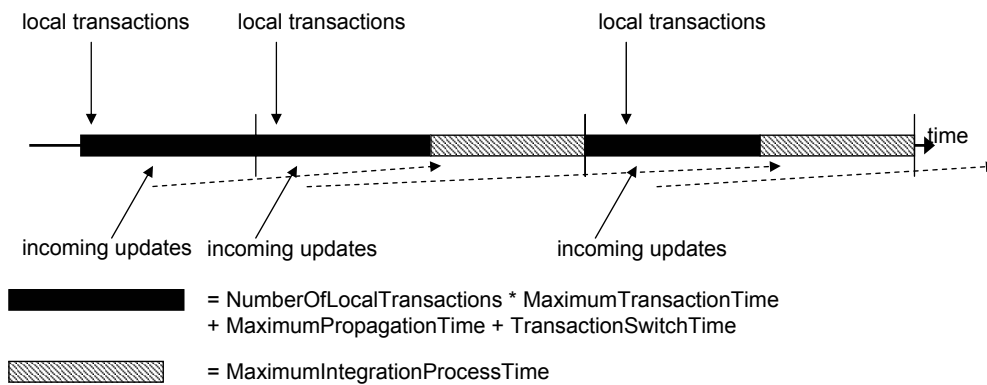 local transactions
local transactions
local transactions
time
incoming updates
incoming updates
incoming updates
= NumberOfLocalTransactions * MaximumTransactionTime
+ MaximumPropagationTime + TransactionSwitchTime
= MaximumIntegrationProcessTime